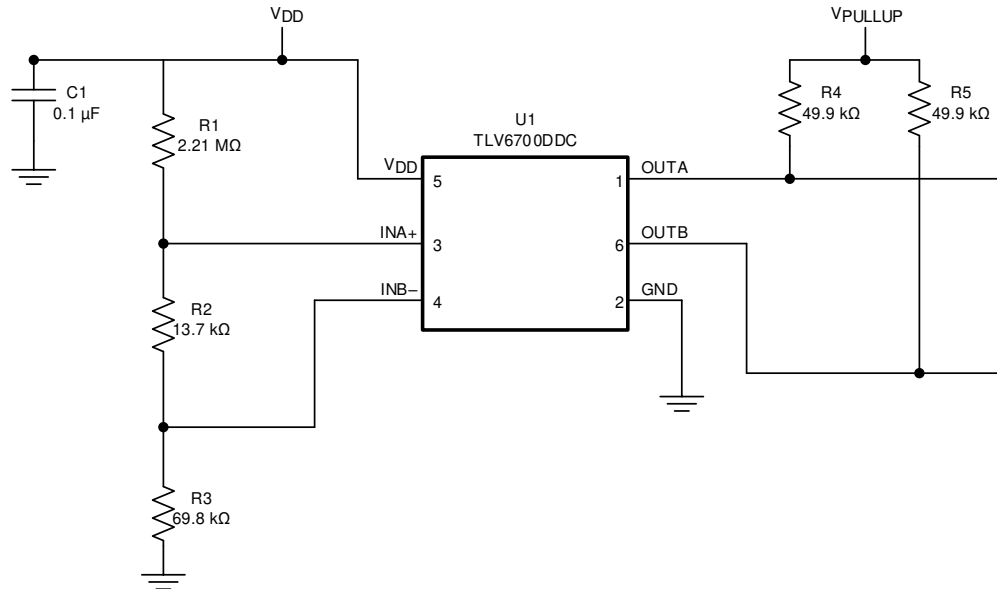 VDD
VPULLUP
C1
0.1 µF
R1
2.21 MΩ
R4
49.9 kΩ
R5
49.9 kΩ
U1
TLV6700DDC
VDD
5
1
OUTA
INA+
3
6
OUTB
INB–
4
2
GND
R2
13.7 kΩ
R3
69.8 kΩ